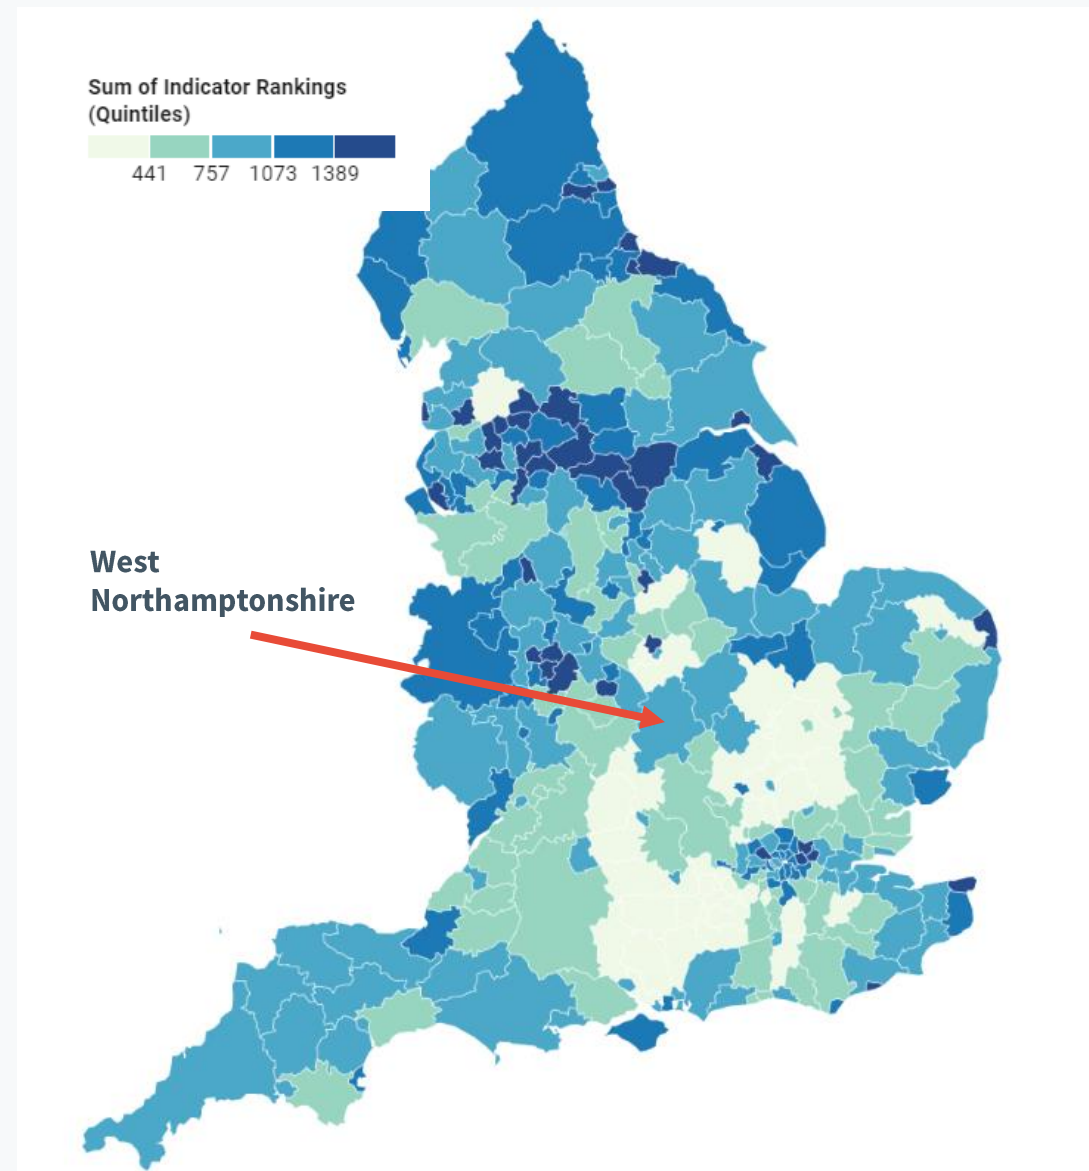 Sum of Indicator Rankings
(Quintiles)
441 757 1073 1389
West
Northamptonshire